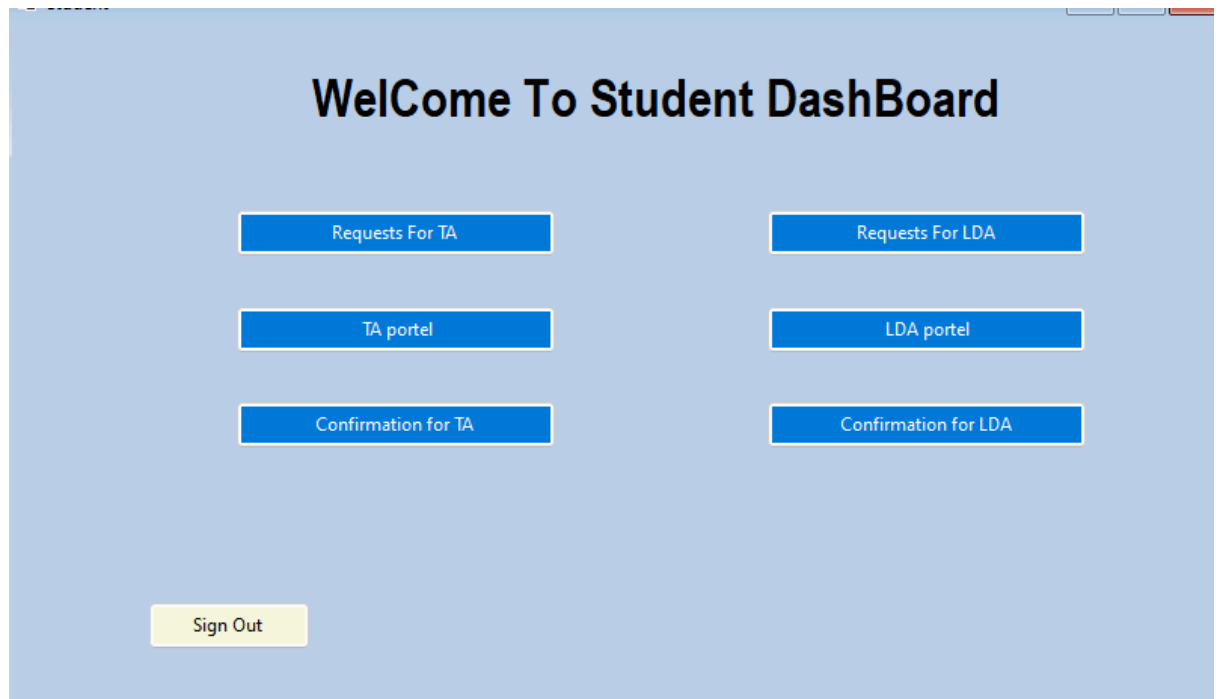 Student
WelCome To Student DashBoard
Requests For TA
Requests For LDA
TA portel
LDA portel
Confirmation for TA
Confirmation for LDA
Sign Out